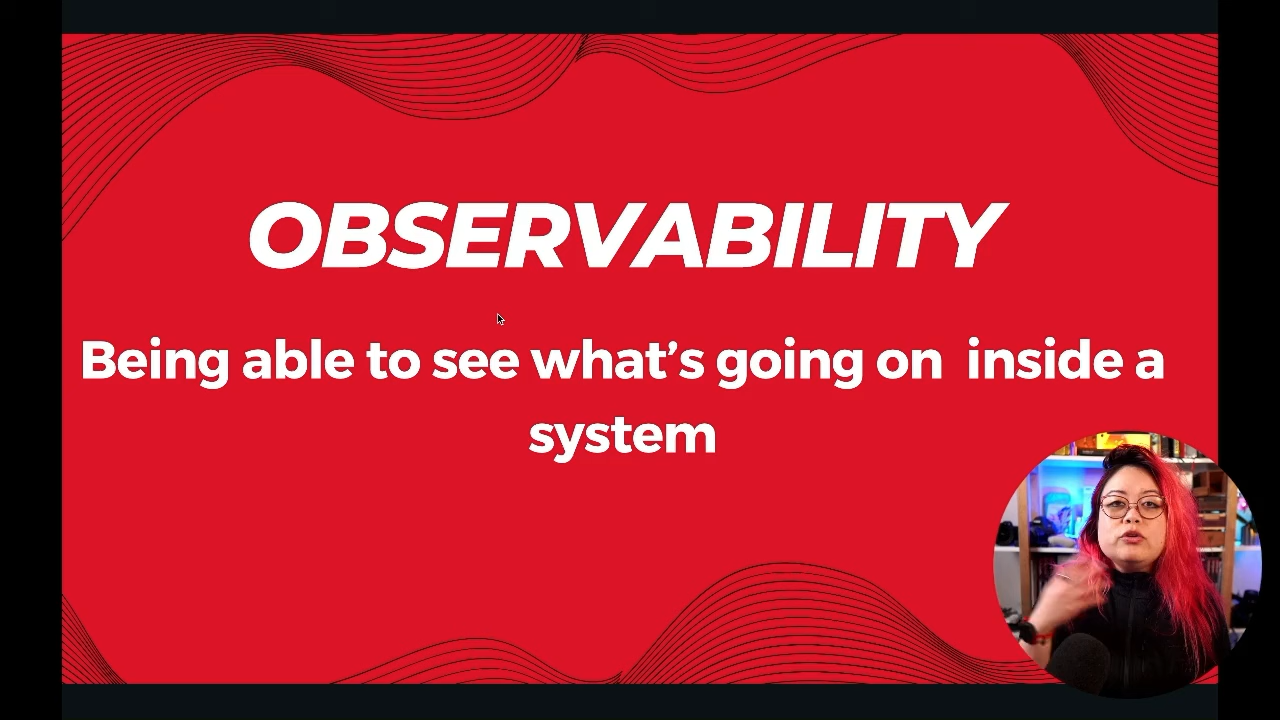 OBSERVABILITY
Being able to see what’s going on  inside a
system